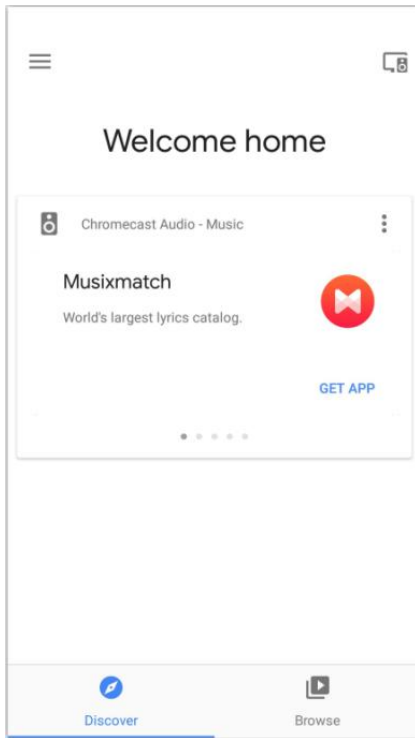 Welcome home
Chromecast Audio - Music
Musixmatch
World's largest lyrics catalog.
GET APP
Discover
Browse